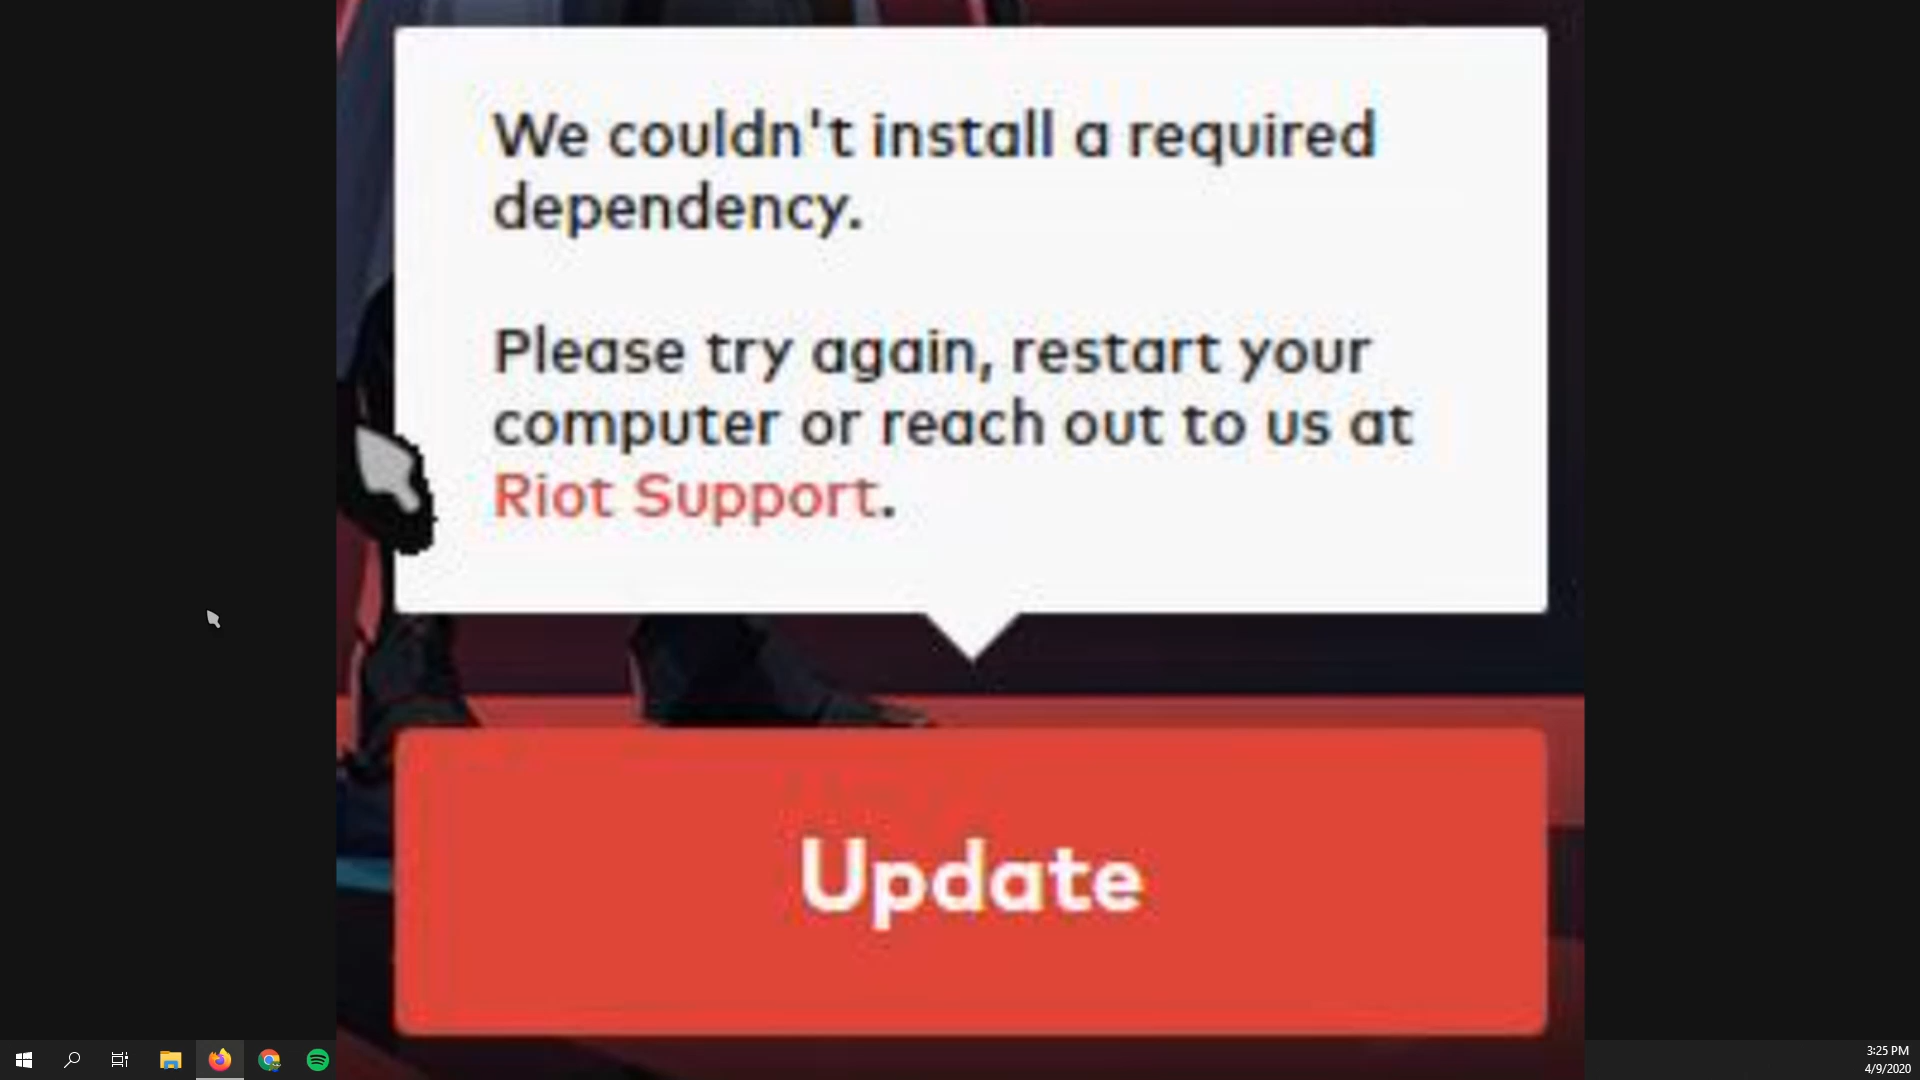 We couldn't install a required
dependency.
Please try again, restart your
computer or reach out to us at
Riot Support.
Update
3:25 PM
4/9/2020